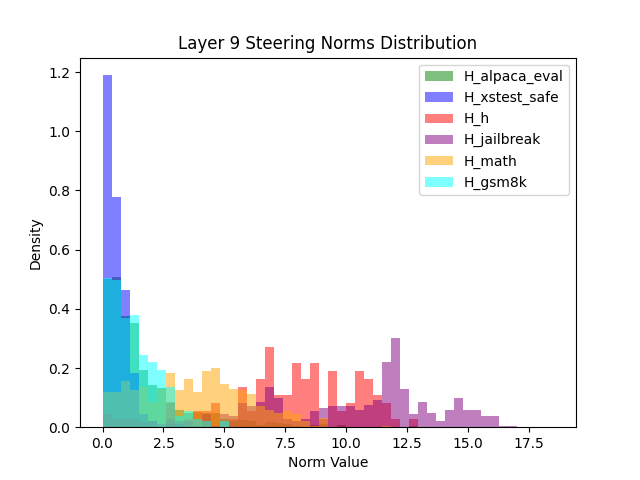 Layer 9 Steering Norms Distribution
H_alpaca_eval
H_xstest_safe
H_h
H_jailbreak
H_math
H_gsm8k
1.2
1.0
0.8
0.6
0.4
0.2
0.0
Density
0.0 2.5 5.0 7.5 10.0 12.5 15.0 17.5
Norm Value